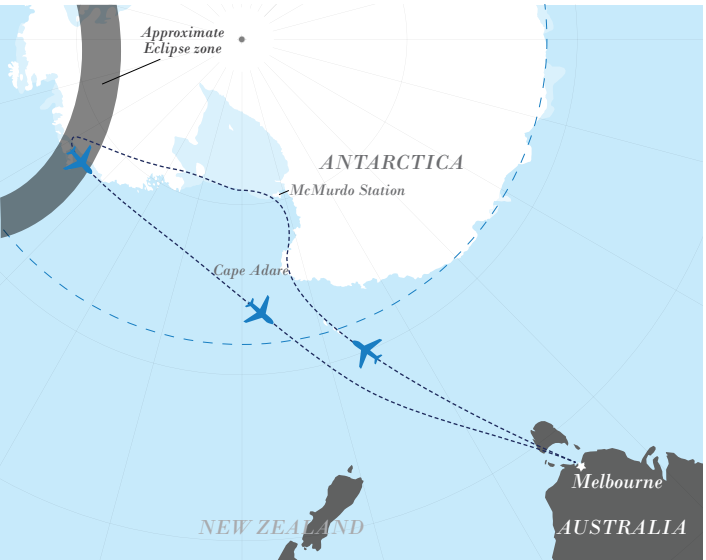 Approximate
Eclipse zone
ANTARCTICA
McMurdo Station
Cape Adare
Melbourne
NEW ZEALAND
AUSTRALIA